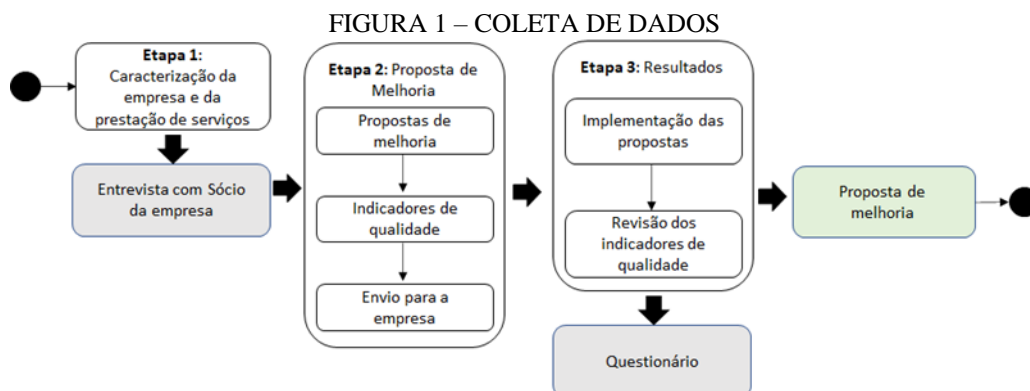 FIGURA 1 – COLETA DE DADOS
Etapa 1:
Caracterização da
empresa e da
prestação de serviços
Entrevista com Sócio
da empresa
Etapa 2: Proposta de
Melhoria
Propostas de
melhoria
Indicadores de
qualidade
Envio para a
empresa
Etapa 3: Resultados
Implementação das
propostas
Revisão dos
indicadores de
qualidade
Questionário
Proposta de
melhoria